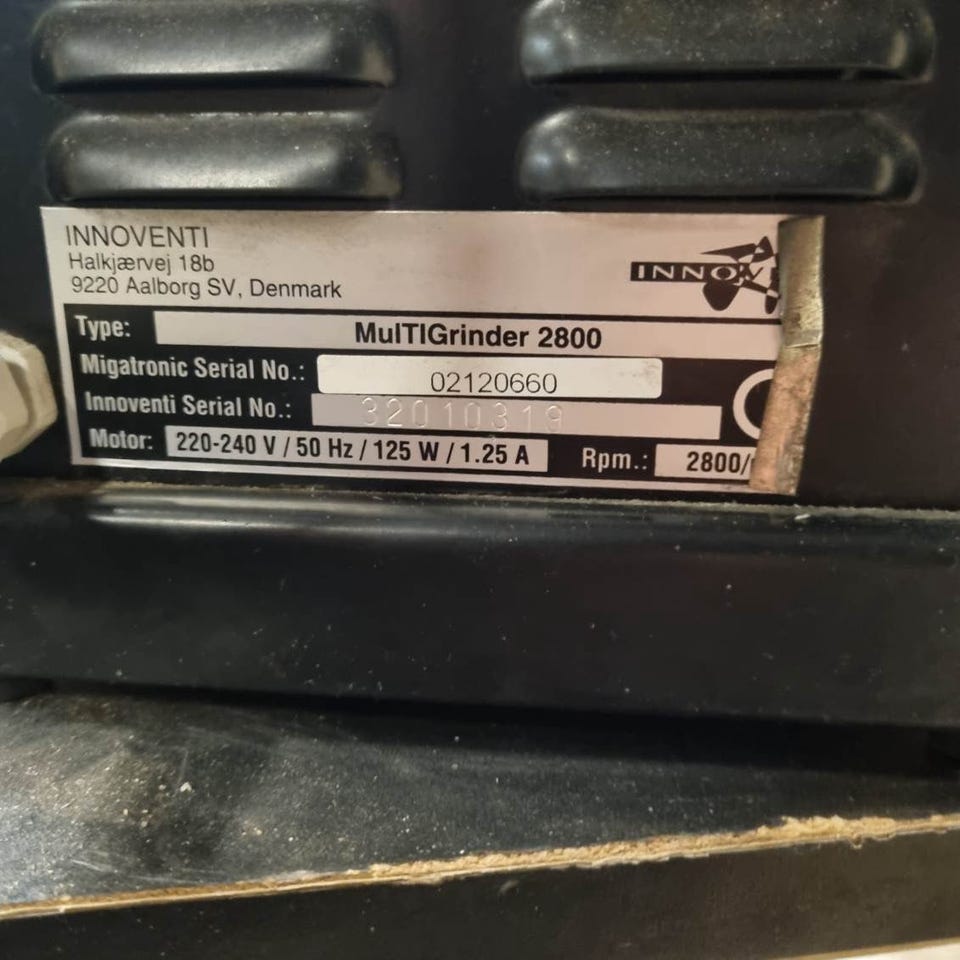 INNOVENTI
Halkjærvej 18b
9220 Aalborg SV, Denmark
INNOV
Type: MulTIGrinder 2800
Migatronic Serial No.: 02120660
Innoventi Serial No.: 32010319
Motor: 220-240 V / 50 Hz / 125 W / 1.25 A Rpm.: 2800/